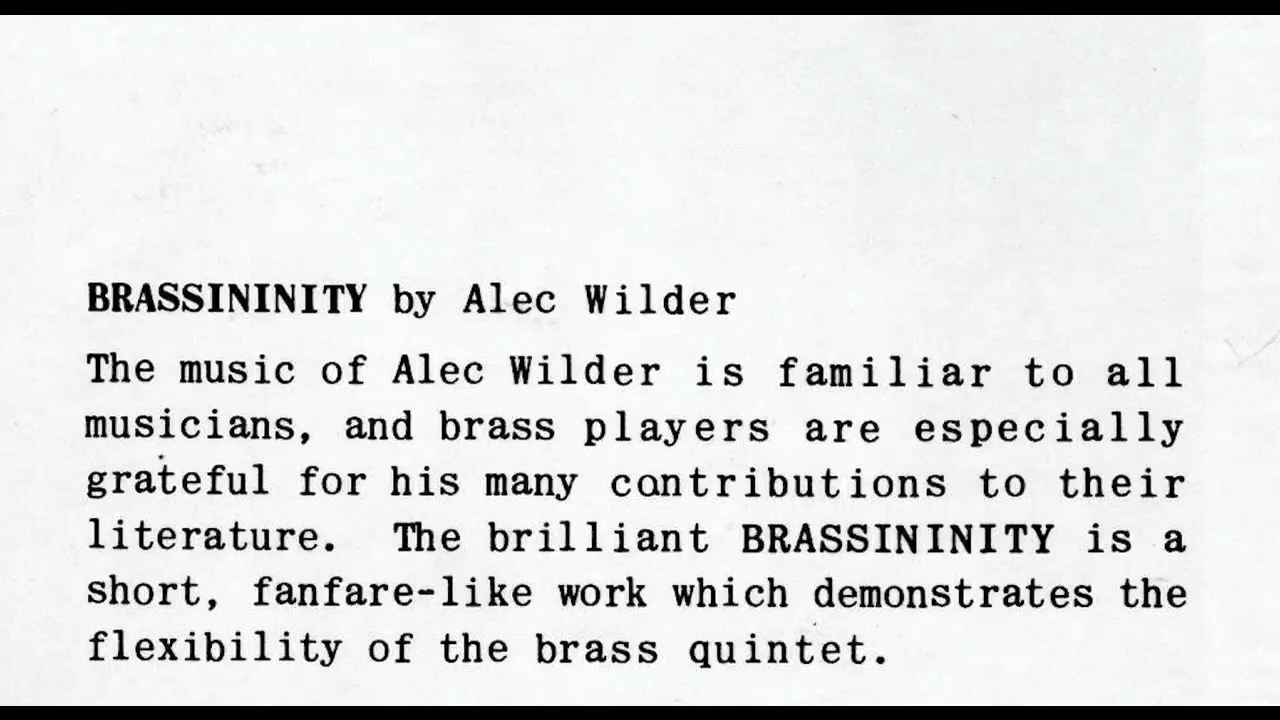 BRASSININITY by Alec Wilder
The music of Alec Wilder is familiar to all
musicians, and brass players are especially
grateful for his many contributions to their
literature. The brilliant BRASSININITY is a
short, fanfare-like work which demonstrates the
flexibility of the brass quintet.